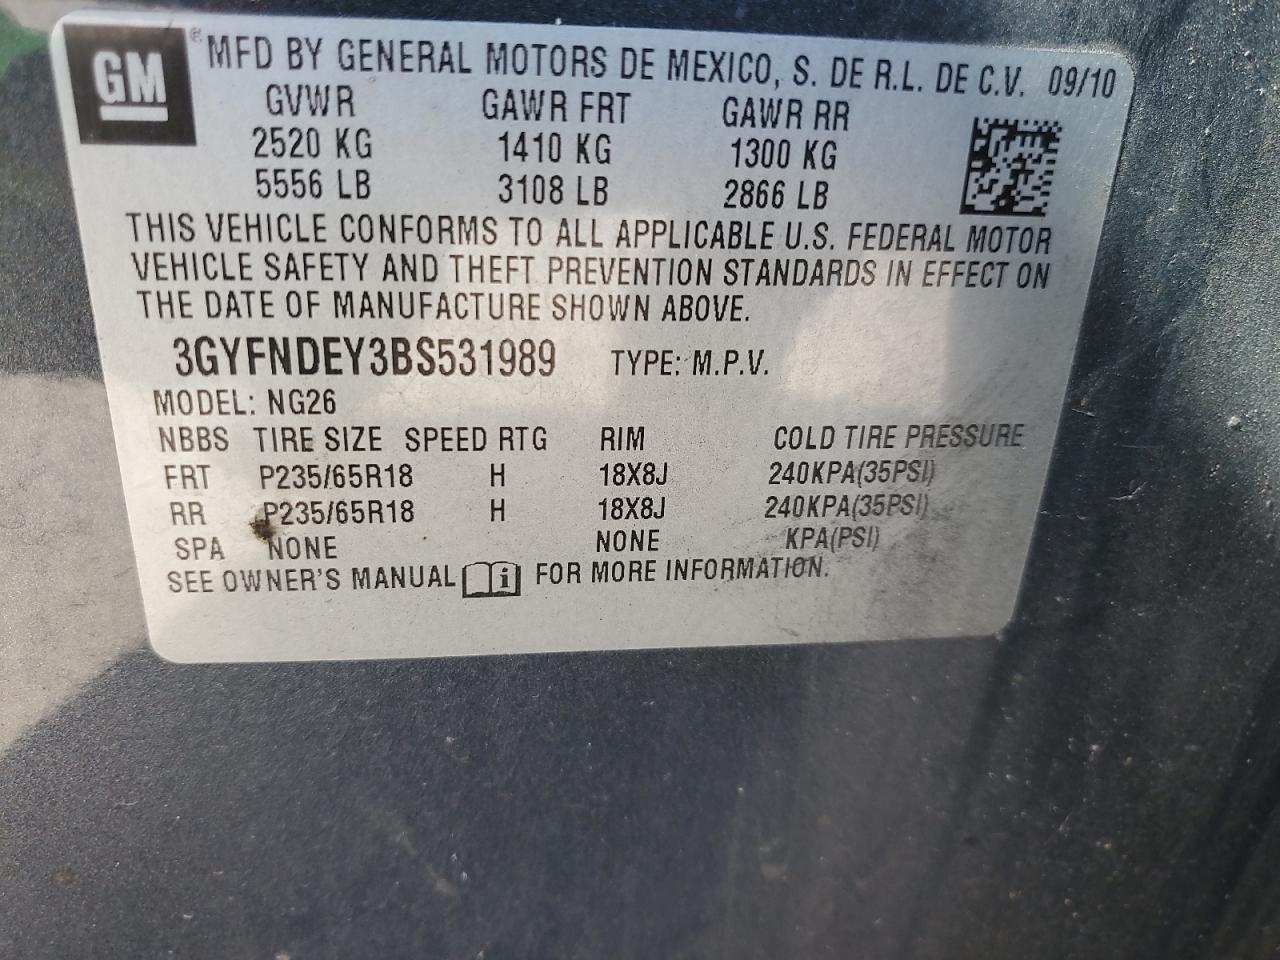 GM ® MFD BY GENERAL MOTORS DE MEXICO, S. DE R.L. DE C.V. 09/10
GVWR GAWR FRT GAWR RR
2520 KG 1410 KG 1300 KG
5556 LB 3108 LB 2866 LB
THIS VEHICLE CONFORMS TO ALL APPLICABLE U.S. FEDERAL MOTOR
VEHICLE SAFETY AND THEFT PREVENTION STANDARDS IN EFFECT ON
THE DATE OF MANUFACTURE SHOWN ABOVE.
3GYFNDEY3BS531989 TYPE: M.P.V.
MODEL: NG26
NBBS TIRE SIZE SPEED RTG RIM COLD TIRE PRESSURE
FRT P235/65R18 H 18X8J 240KPA(35PSI)
RR P235/65R18 H 18X8J 240KPA(35PSI)
SPA NONE NONE KPA(PSI)
SEE OWNER'S MANUAL i FOR MORE INFORMATION.